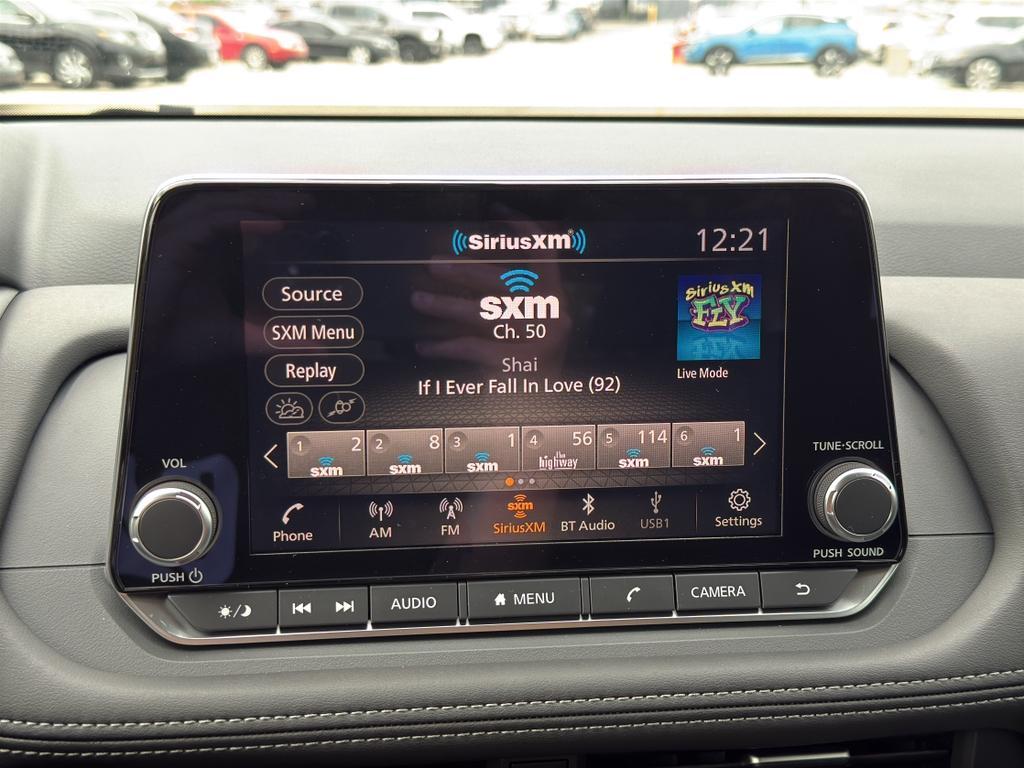 SiriusXM®
12:21
Source
SXM Menu
Replay
sxm
Ch. 50
Shai
If I Ever Fall In Love (92)
SiriusXM
FLY
Live Mode
1 2 sxm
2 8 sxm
3 1 sxm
4 56 the highway
5 114 sxm
6 1 sxm
VOL
PUSH
TUNE·SCROLL
PUSH SOUND
Phone
AM
FM
sxm
SiriusXM
BT Audio
USB1
Settings
AUDIO
MENU
CAMERA